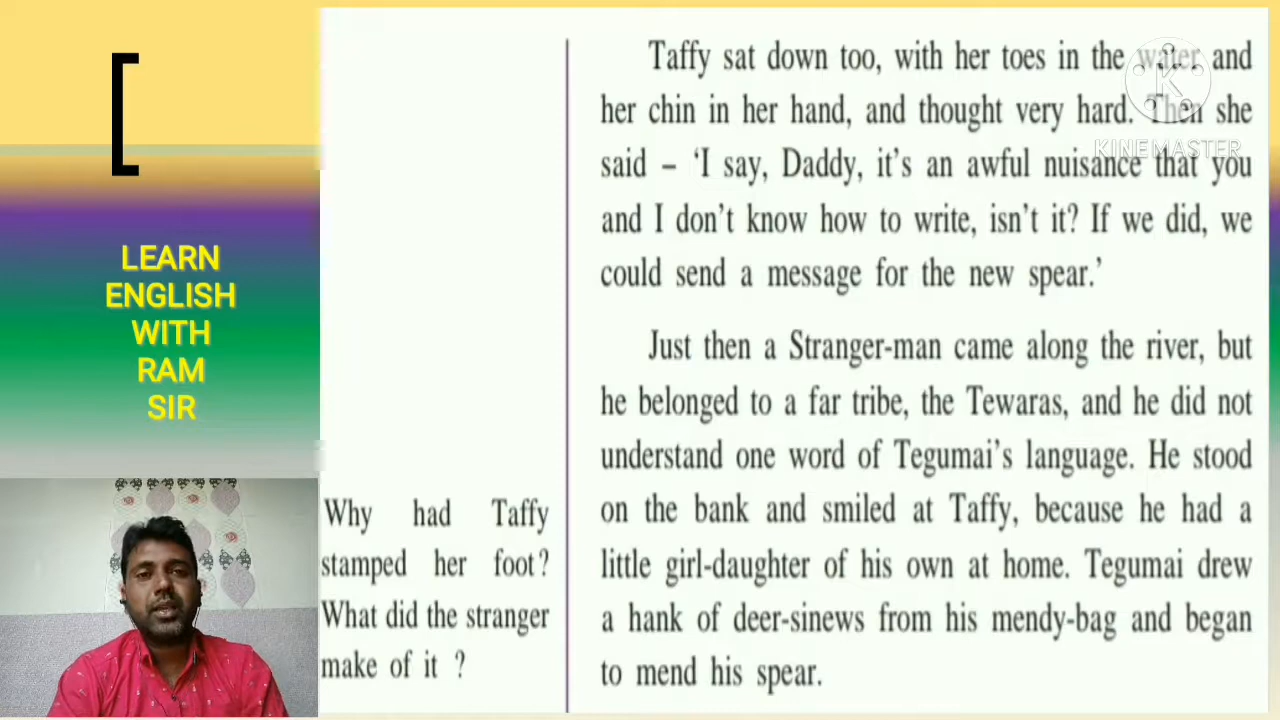 [
LEARN
ENGLISH
WITH
RAM
SIR
Why had Taffy
stamped her foot?
What did the stranger
make of it ?
Taffy sat down too, with her toes in the water and
her chin in her hand, and thought very hard. Then she
said – ‘I say, Daddy, it’s an awful nuisance that you
and I don’t know how to write, isn’t it? If we did, we
could send a message for the new spear.’
Just then a Stranger-man came along the river, but
he belonged to a far tribe, the Tewaras, and he did not
understand one word of Tegumai’s language. He stood
on the bank and smiled at Taffy, because he had a
little girl-daughter of his own at home. Tegumai drew
a hank of deer-sinews from his mendy-bag and began
to mend his spear.
K
KINEMASTER